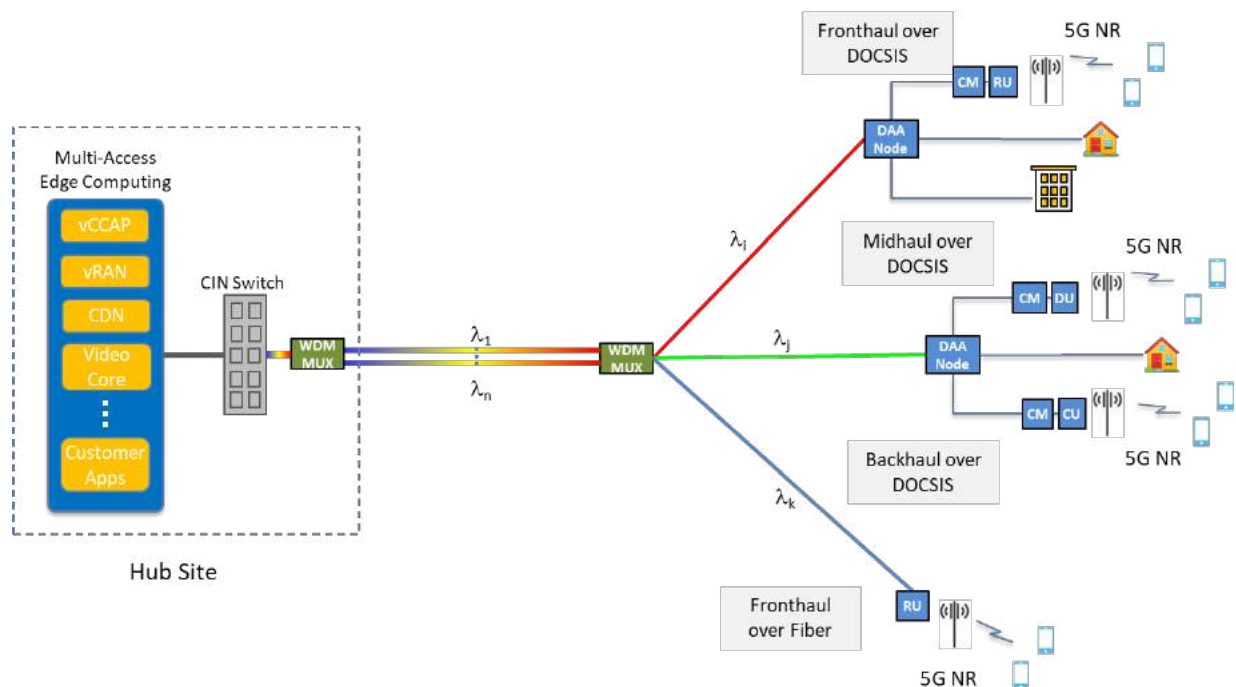 Fronthaul over
DOCSIS
5G NR
CM
RU
DAA
Node
Multi-Access
Edge Computing
vCCAP
vRAN
CDN
Video
Core
Customer
Apps
CIN Switch
WDM
MUX
λ1
λn
WDM
MUX
λi
λj
λk
Midhaul over
DOCSIS
5G NR
CM
DU
DAA
Node
CM
CU
5G NR
Backhaul over
DOCSIS
Hub Site
Fronthaul
over Fiber
RU
5G NR